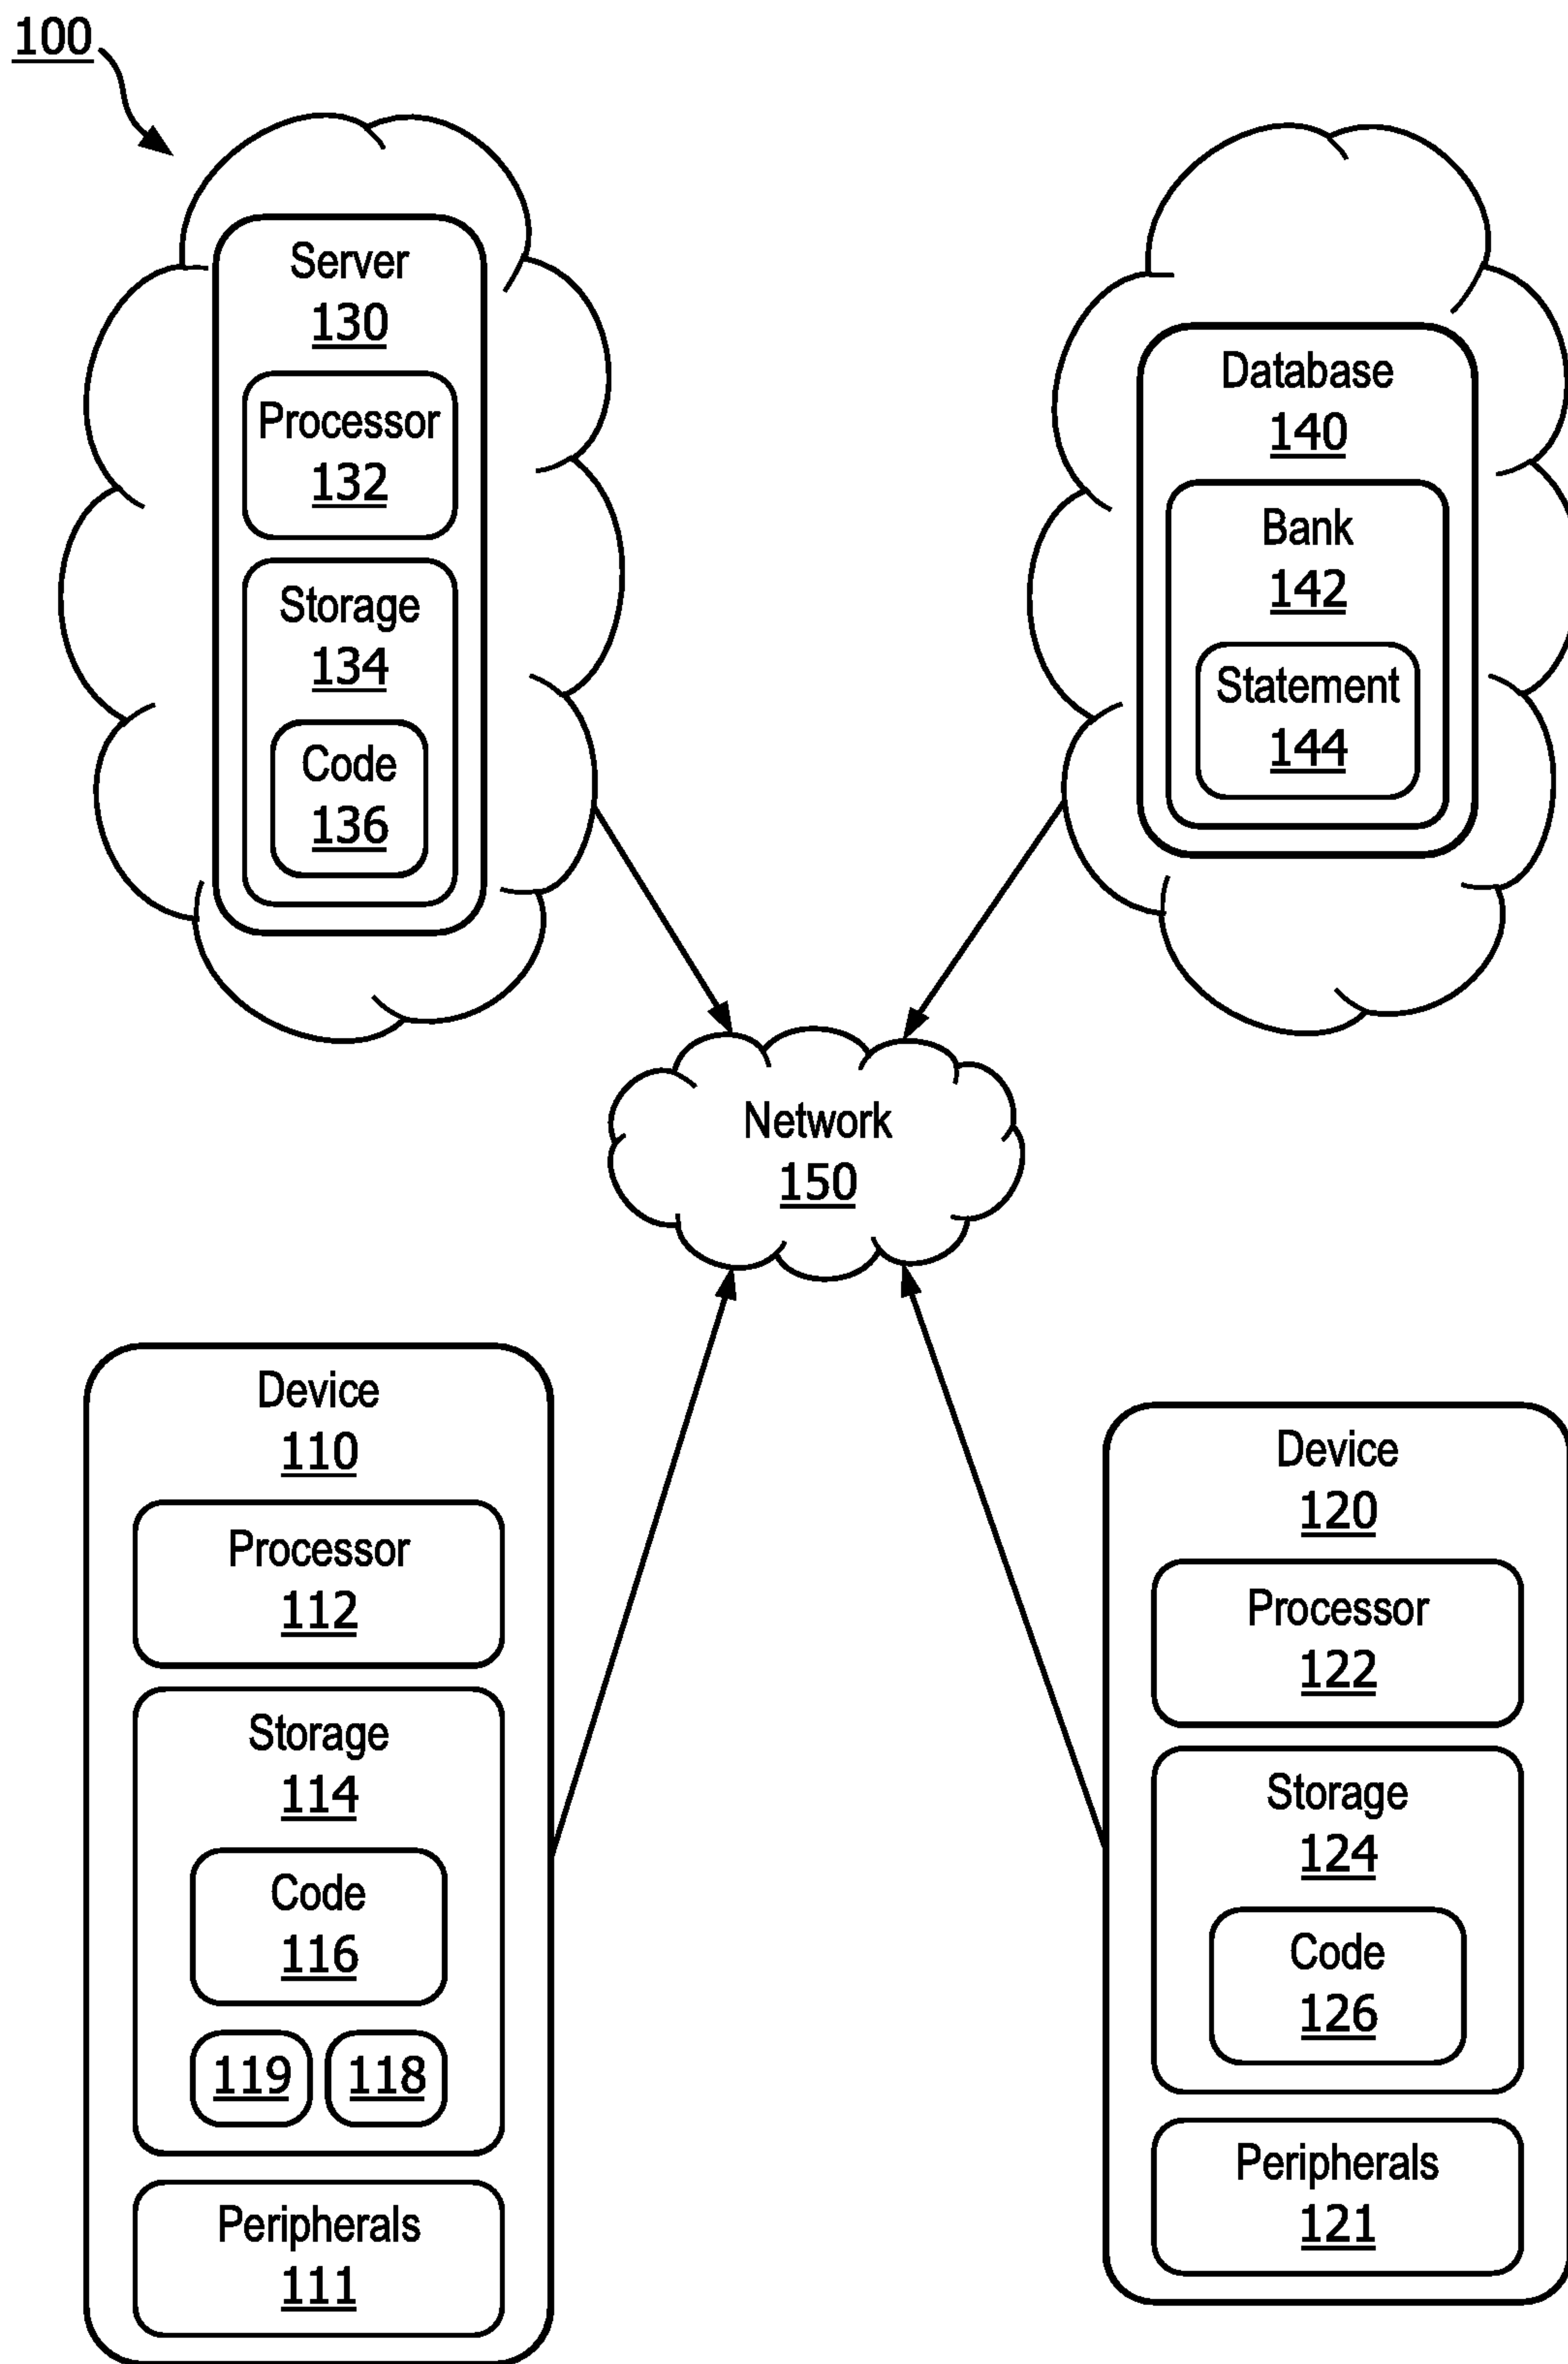 100
Server
130
Processor
132
Storage
134
Code
136
Database
140
Bank
142
Statement
144
Network
150
Device
110
Processor
112
Storage
114
Code
116
119
118
Peripherals
111
Device
120
Processor
122
Storage
124
Code
126
Peripherals
121